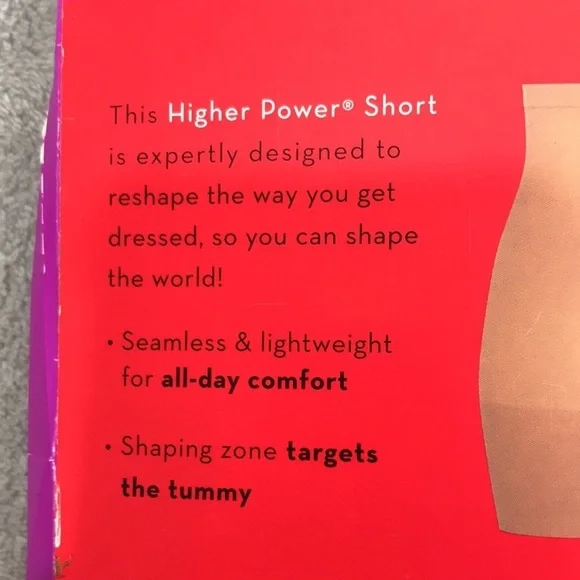 This Higher Power® Short
is expertly designed to
reshape the way you get
dressed, so you can shape
the world!
• Seamless & lightweight
for all-day comfort
• Shaping zone targets
the tummy